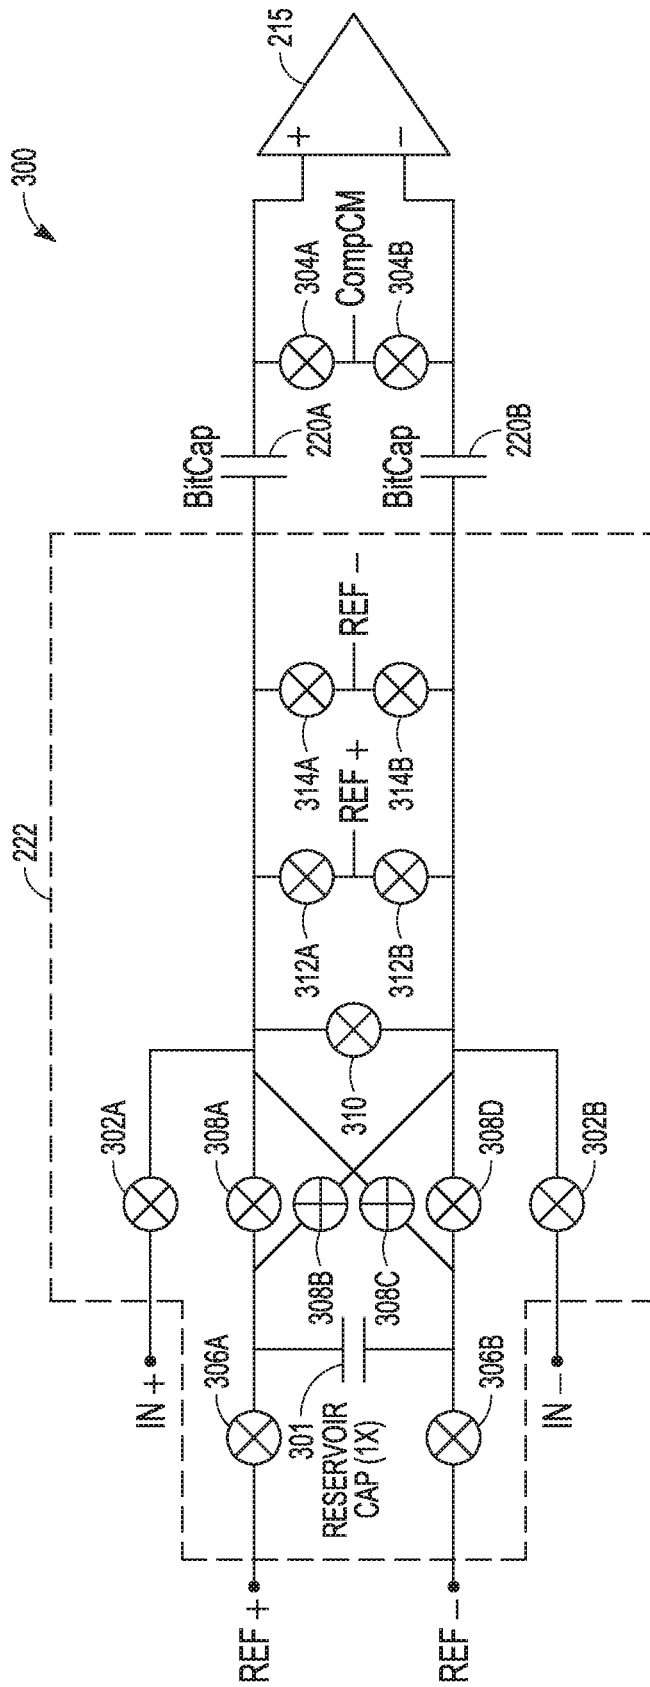 300
222
215
+
−
302A
308A
308B
308C
308D
302B
310
312A
312B
REF +
314A
314B
REF −
BitCap
220A
BitCap
220B
304A
CompCM
304B
IN +
306A
301
RESERVOIR
CAP (1X)
306B
IN −
REF +
REF −